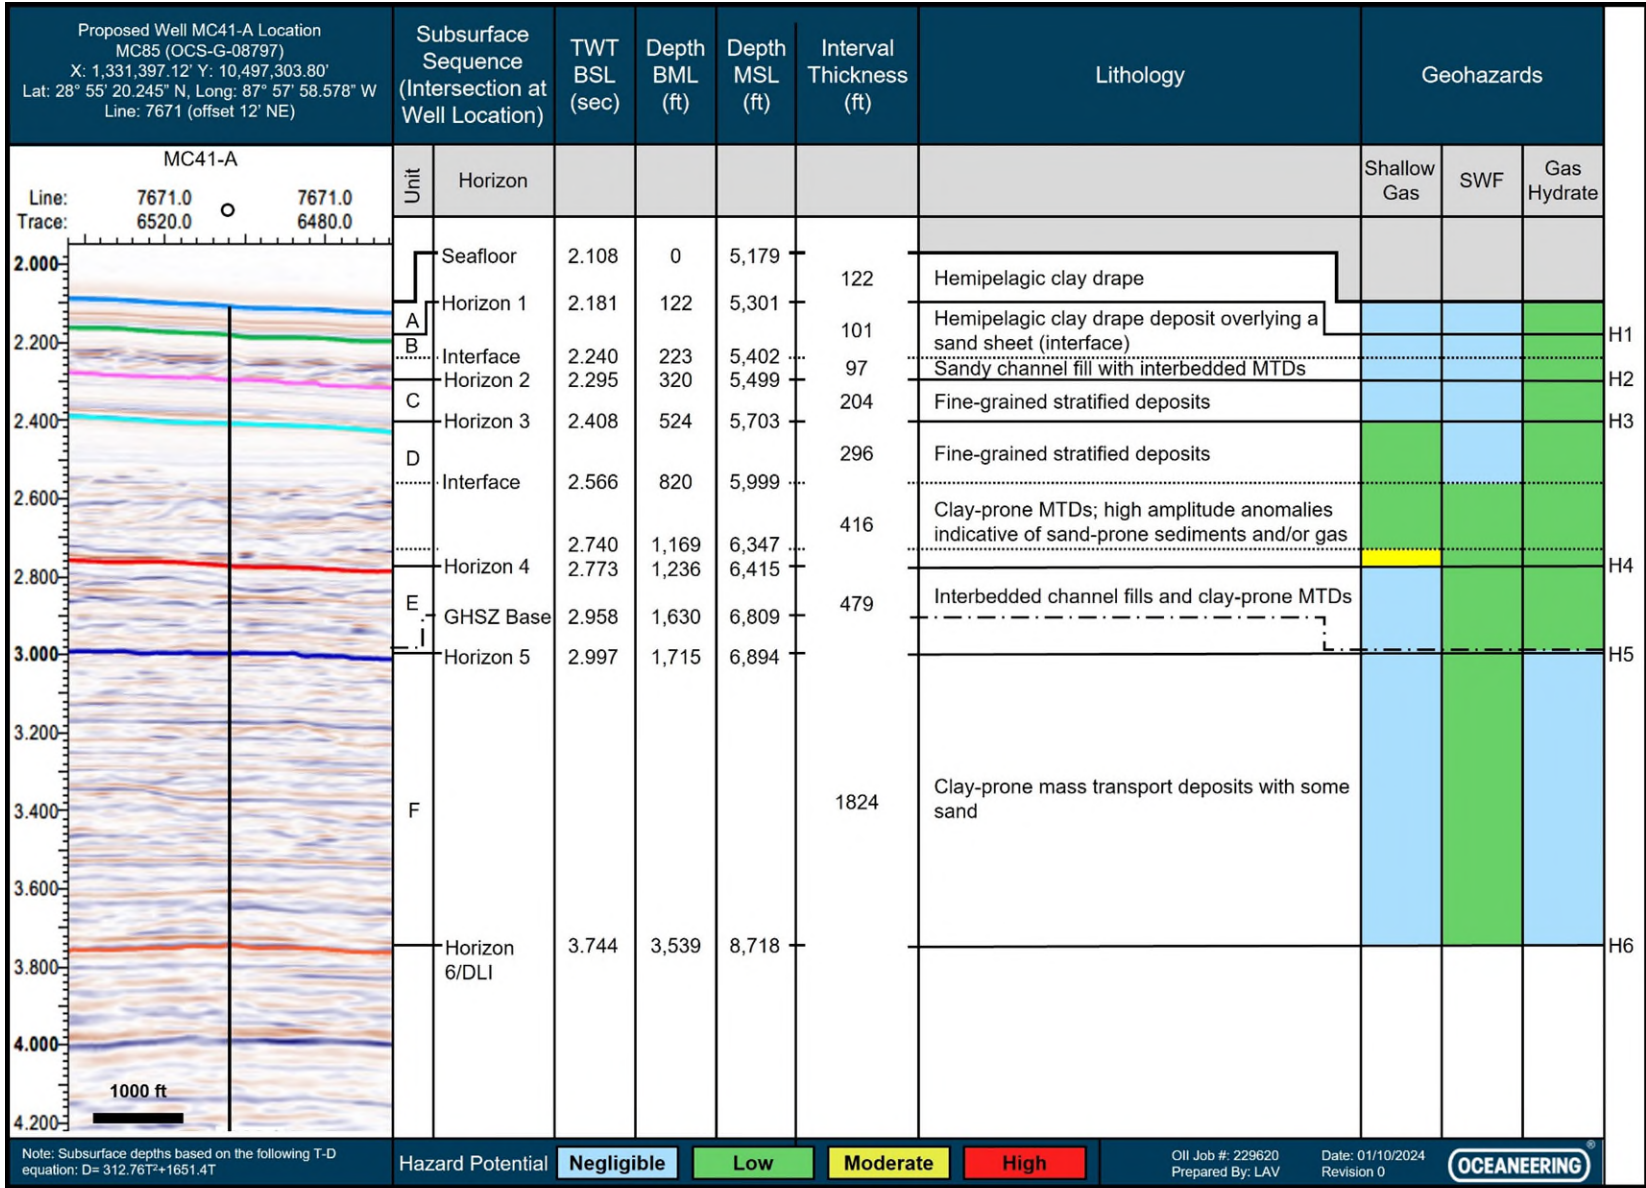 Proposed Well MC41-A Location
MC85 (OCS-G-08797)
X: 1,331,397.12' Y: 10,497,303.80'
Lat: 28° 55' 20.245" N, Long: 87° 57' 58.578" W
Line: 7671 (offset 12' NE)
Subsurface
Sequence
(Intersection at
Well Location)
TWT
BSL
(sec)
Depth
BML
(ft)
Depth
MSL
(ft)
Interval
Thickness
(ft)
Lithology
Geohazards
MC41-A
Line: 7671.0 7671.0
Trace: 6520.0 6480.0
Unit
Horizon
Shallow
Gas
SWF
Gas
Hydrate
2.000
2.200
2.400
2.600
2.800
3.000
3.200
3.400
3.600
3.800
4.000
4.200
1000 ft
Seafloor 2.108 0 5,179
122 Hemipelagic clay drape
Horizon 1 2.181 122 5,301
A
101 Hemipelagic clay drape deposit overlying a
sand sheet (interface)
H1
B
Interface 2.240 223 5,402
97 Sandy channel fill with interbedded MTDs
Horizon 2 2.295 320 5,499 H2
C 204 Fine-grained stratified deposits
Horizon 3 2.408 524 5,703 H3
D 296 Fine-grained stratified deposits
Interface 2.566 820 5,999
416 Clay-prone MTDs; high amplitude anomalies
indicative of sand-prone sediments and/or gas
2.740 1,169 6,347
Horizon 4 2.773 1,236 6,415 H4
E 479 Interbedded channel fills and clay-prone MTDs
GHSZ Base 2.958 1,630 6,809
Horizon 5 2.997 1,715 6,894 H5
F 1824 Clay-prone mass transport deposits with some
sand
Horizon
6/DLI
3.744 3,539 8,718 H6
Note: Subsurface depths based on the following T-D
equation: D= 312.76T²+1651.4T
Hazard Potential Negligible Low Moderate High
OII Job #: 229620 Date: 01/10/2024
Prepared By: LAV Revision 0
OCEANEERING®